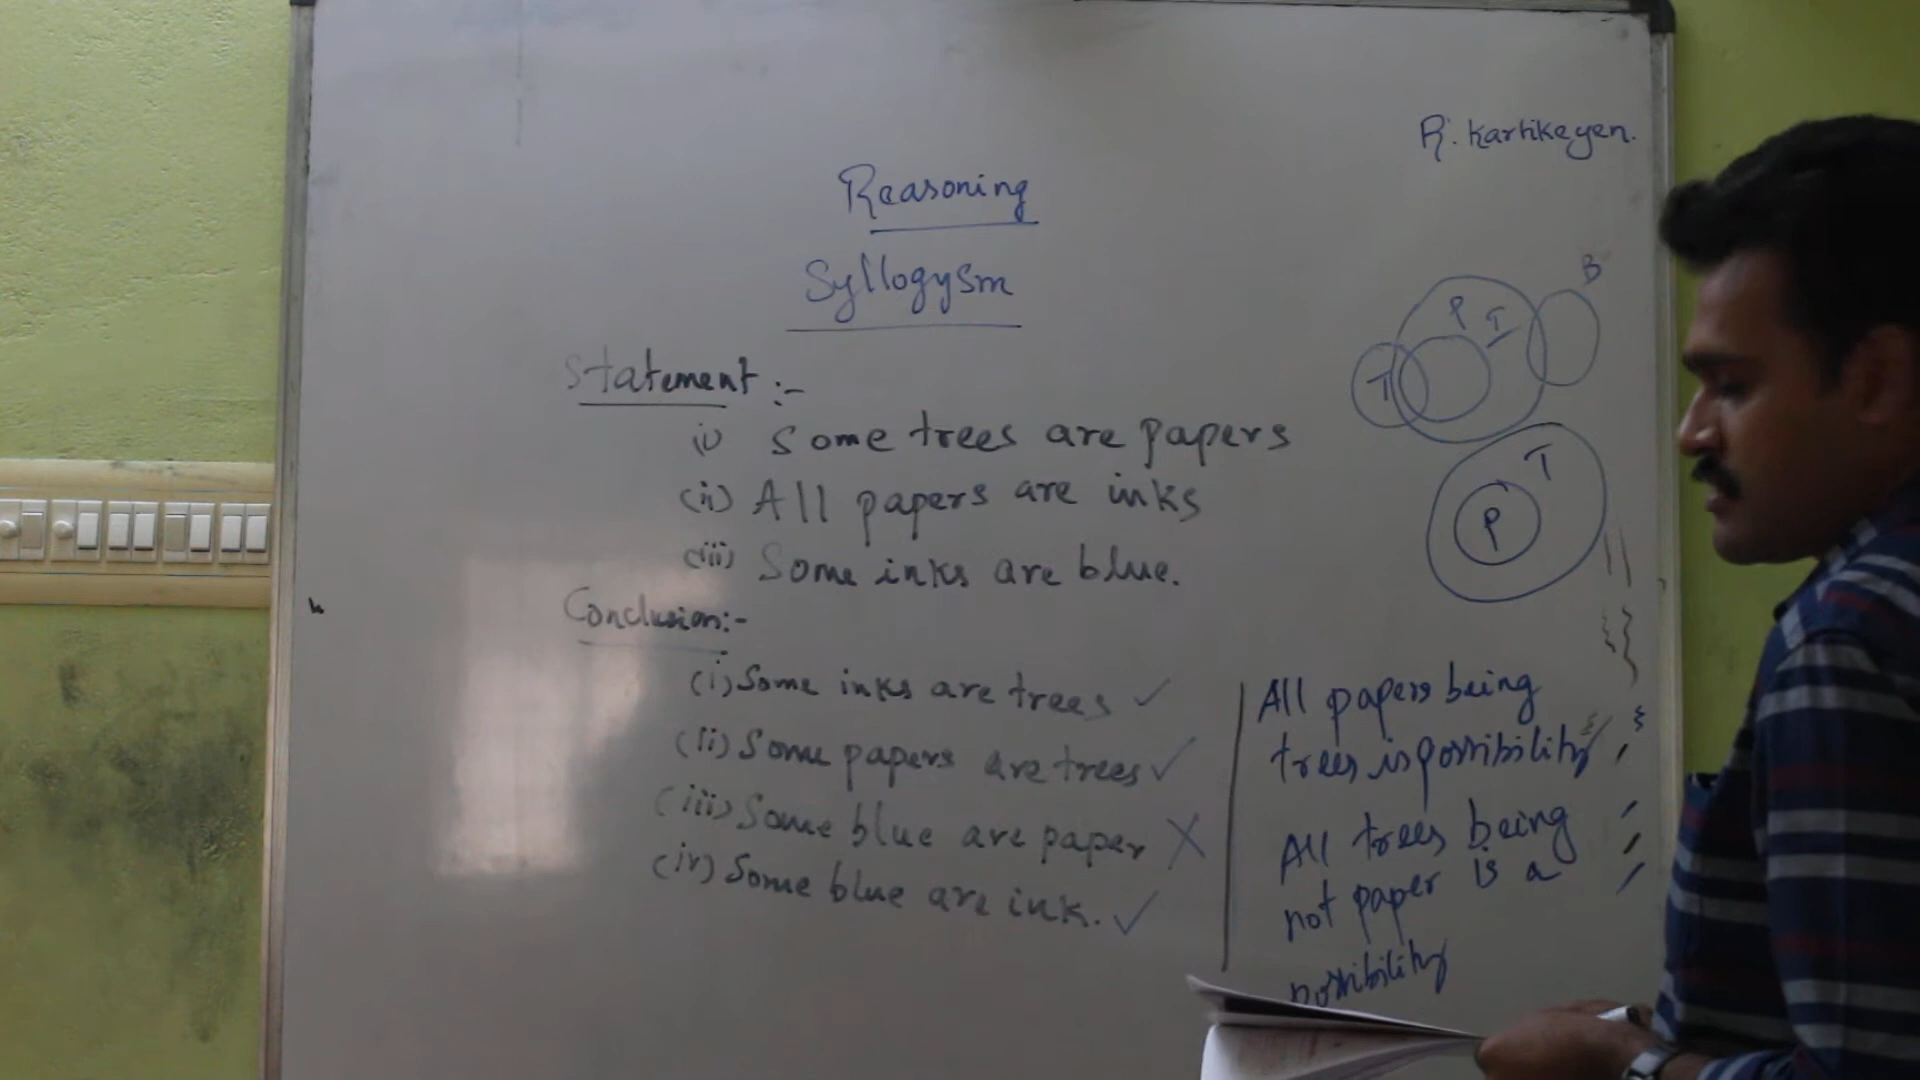 R. Kartikeyen.
Reasoning
Syllogysm
Statement :-
(i) Some trees are papers
(ii) All papers are inks
(iii) Some inks are blue.
Conclusion:-
(i) Some inks are trees ✓
(ii) Some papers are trees ✓
(iii) Some blue are paper X
(iv) Some blue are ink. ✓
B
P I
T
T
P
All papers being
trees is possibility
All trees being
not paper is a
possibility